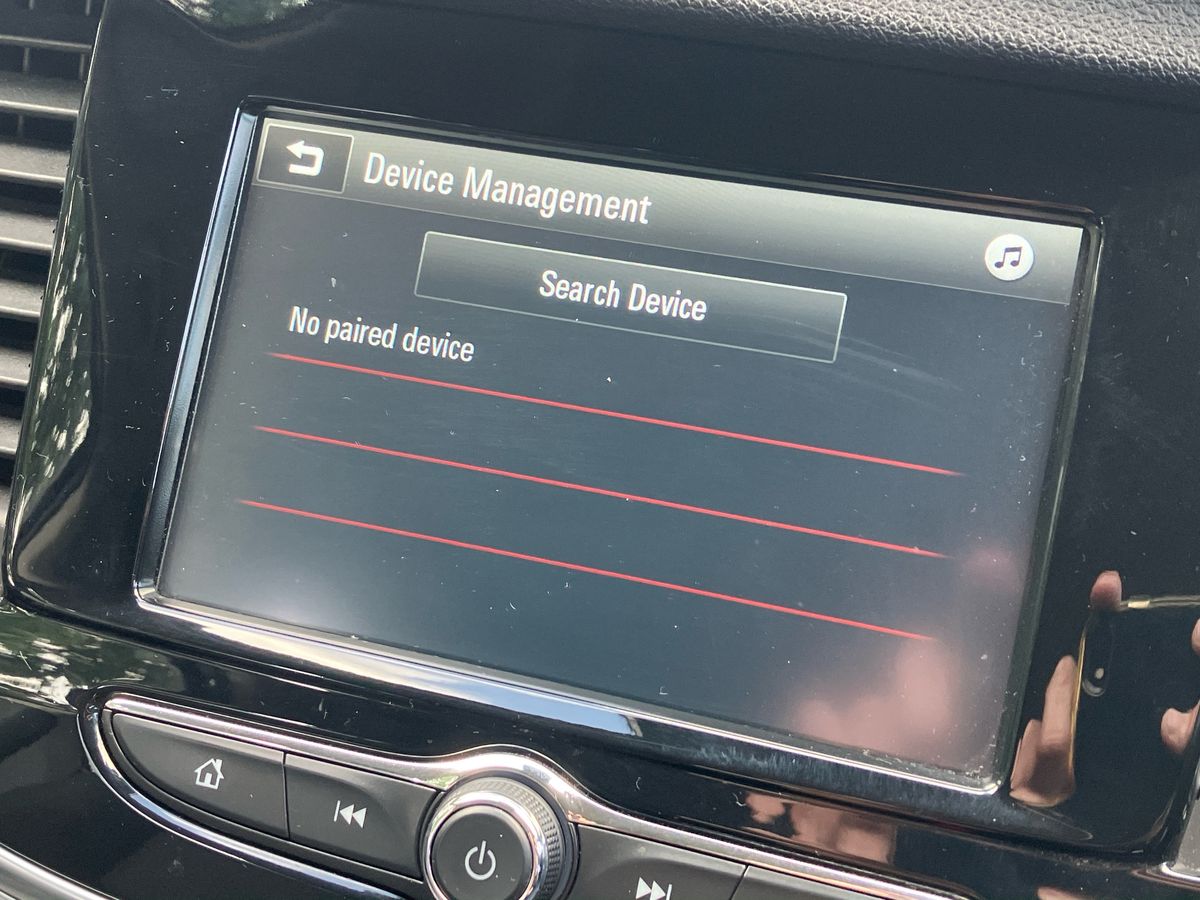 Device Management
Search Device
No paired device